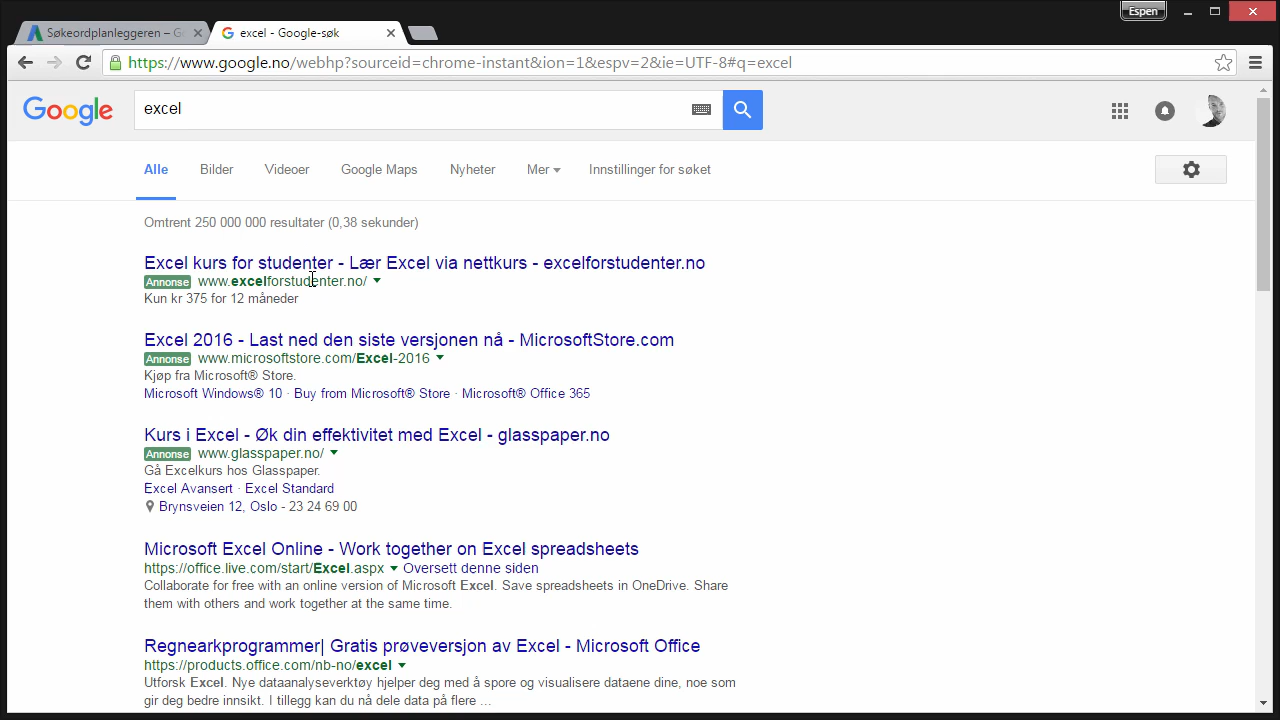 Espen
Søkeordplanleggeren – Go
excel - Google-søk
https://www.google.no/webhp?sourceid=chrome-instant&ion=1&espv=2&ie=UTF-8#q=excel
Google
excel
Alle Bilder Videoer Google Maps Nyheter Mer Innstillinger for søket
Omtrent 250 000 000 resultater (0,38 sekunder)
Excel kurs for studenter - Lær Excel via nettkurs - excelforstudenter.no
Annonse www.excelforstudenter.no/
Kun kr 375 for 12 måneder
Excel 2016 - Last ned den siste versjonen nå - MicrosoftStore.com
Annonse www.microsoftstore.com/Excel-2016
Kjøp fra Microsoft® Store.
Microsoft Windows® 10 · Buy from Microsoft® Store · Microsoft® Office 365
Kurs i Excel - Øk din effektivitet med Excel - glasspaper.no
Annonse www.glasspaper.no/
Gå Excelkurs hos Glasspaper.
Excel Avansert · Excel Standard
Brynsveien 12, Oslo - 23 24 69 00
Microsoft Excel Online - Work together on Excel spreadsheets
https://office.live.com/start/Excel.aspx Oversett denne siden
Collaborate for free with an online version of Microsoft Excel. Save spreadsheets in OneDrive. Share
them with others and work together at the same time.
Regnearkprogrammer| Gratis prøveversjon av Excel - Microsoft Office
https://products.office.com/nb-no/excel
Utforsk Excel. Nye dataanalyseverktøy hjelper deg med å spore og visualisere dataene dine, noe som
gir deg bedre innsikt. I tillegg kan du nå dele data på flere ...